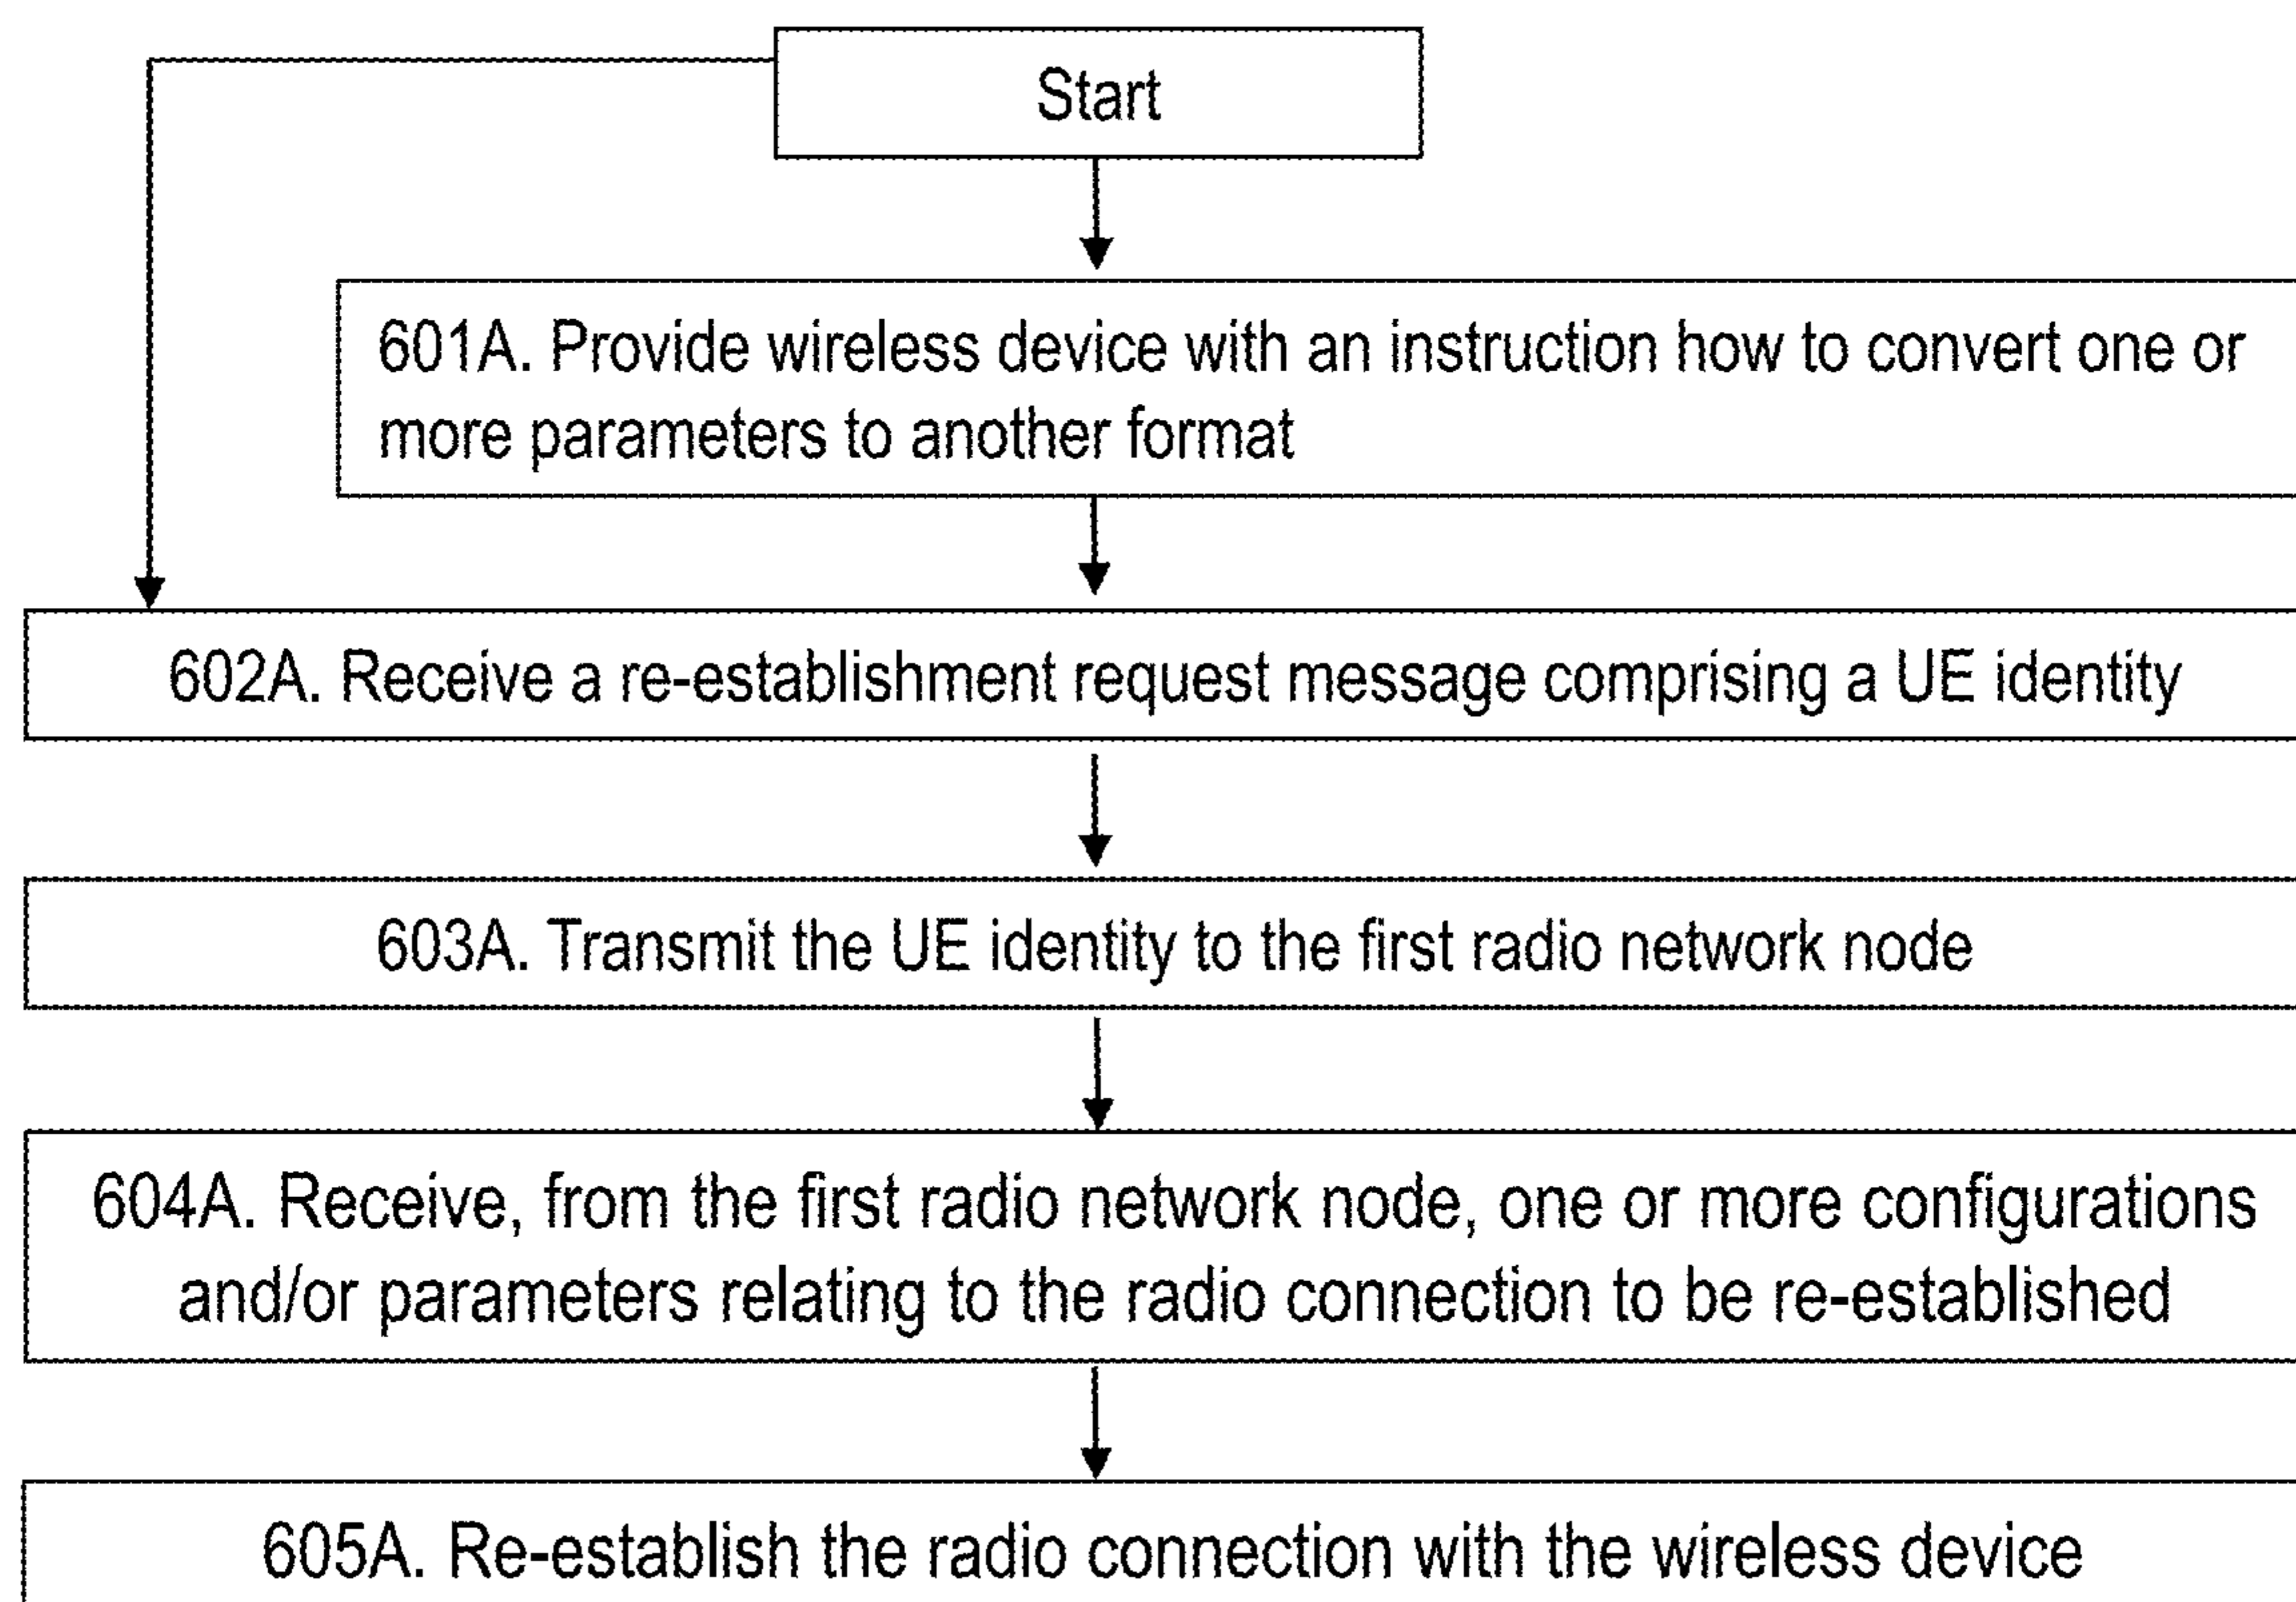 Start
601A. Provide wireless device with an instruction how to convert one or
more parameters to another format
602A. Receive a re-establishment request message comprising a UE identity
603A. Transmit the UE identity to the first radio network node
604A. Receive, from the first radio network node, one or more configurations
and/or parameters relating to the radio connection to be re-established
605A. Re-establish the radio connection with the wireless device